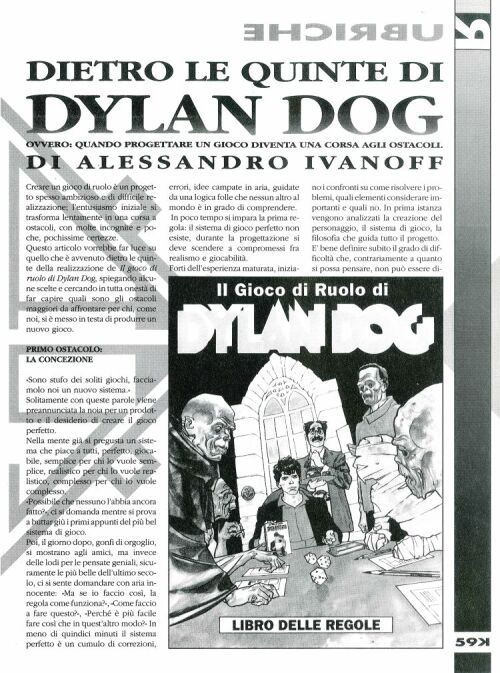 RUBRICHE
DIETRO LE QUINTE DI
DYLAN DOG
OVVERO: QUANDO PROGETTARE UN GIOCO DIVENTA UNA CORSA AGLI OSTACOLI.
DI ALESSANDRO IVANOFF
Creare un gioco di ruolo è un proget-
to spesso ambizioso e di difficile re-
alizzazione; l'entusiasmo iniziale si
trasforma lentamente in una corsa a
ostacoli, con molte incognite e po-
che, pochissime certezze.
Questo articolo vorrebbe far luce su
quello che è avvenuto dietro le quin-
te della realizzazione de Il gioco di
ruolo di Dylan Dog, spiegando alcu-
ne scelte e cercando in tutta onestà di
far capire quali sono gli ostacoli
maggiori da affrontare per chi, come
noi, si è messo in testa di produrre un
nuovo gioco.
PRIMO OSTACOLO:
LA CONCEZIONE
«Sono stufo dei soliti giochi, faccia-
molo noi un nuovo sistema.»
Solitamente con queste parole viene
preannunciata la noia per un prodot-
to e il desiderio di creare il gioco
perfetto.
Nella mente già si pregusta un siste-
ma che piace a tutti, perfetto, gioca-
bile, semplice per chi lo vuole sem-
plice, realistico per chi lo vuole rea-
listico, complesso per chi lo vuole
complesso.
«Possibile che nessuno l'abbia ancora
fatto?», ci si domanda mentre si prova
a buttar giù i primi appunti del più bel
sistema di gioco.
Poi, il giorno dopo, gonfi di orgoglio,
si mostrano agli amici, ma invece
delle lodi per le pensate geniali, sicu-
ramente le più belle dell'ultimo seco-
lo, ci si sente domandare con aria in-
nocente: «Ma se io faccio così, la
regola come funziona?», «Come faccio
a fare questo?», «Perché è più facile
fare così che in quest'altro modo?» In
meno di quindici minuti il sistema
perfetto è un cumulo di correzioni,
errori, idee campate in aria, guidate
da una logica folle che nessun altro al
mondo è in grado di comprendere.
In poco tempo si impara la prima re-
gola: il sistema di gioco perfetto non
esiste, durante la progettazione si
deve scendere a compromessi fra
realismo e giocabilità.
Forti dell'esperienza maturata, inizia-
no i confronti su come risolvere i pro-
blemi, quali elementi considerare im-
portanti e quali no. In prima istanza
vengono analizzati la creazione del
personaggio, il sistema di gioco, la
filosofia che guida tutto il progetto.
E' bene definire subito il grado di dif-
ficoltà che, contrariamente a quanto
si possa pensare, non può essere di-
Il Gioco di Ruolo di
DYLAN DOG
LIBRO DELLE REGOLE
K65